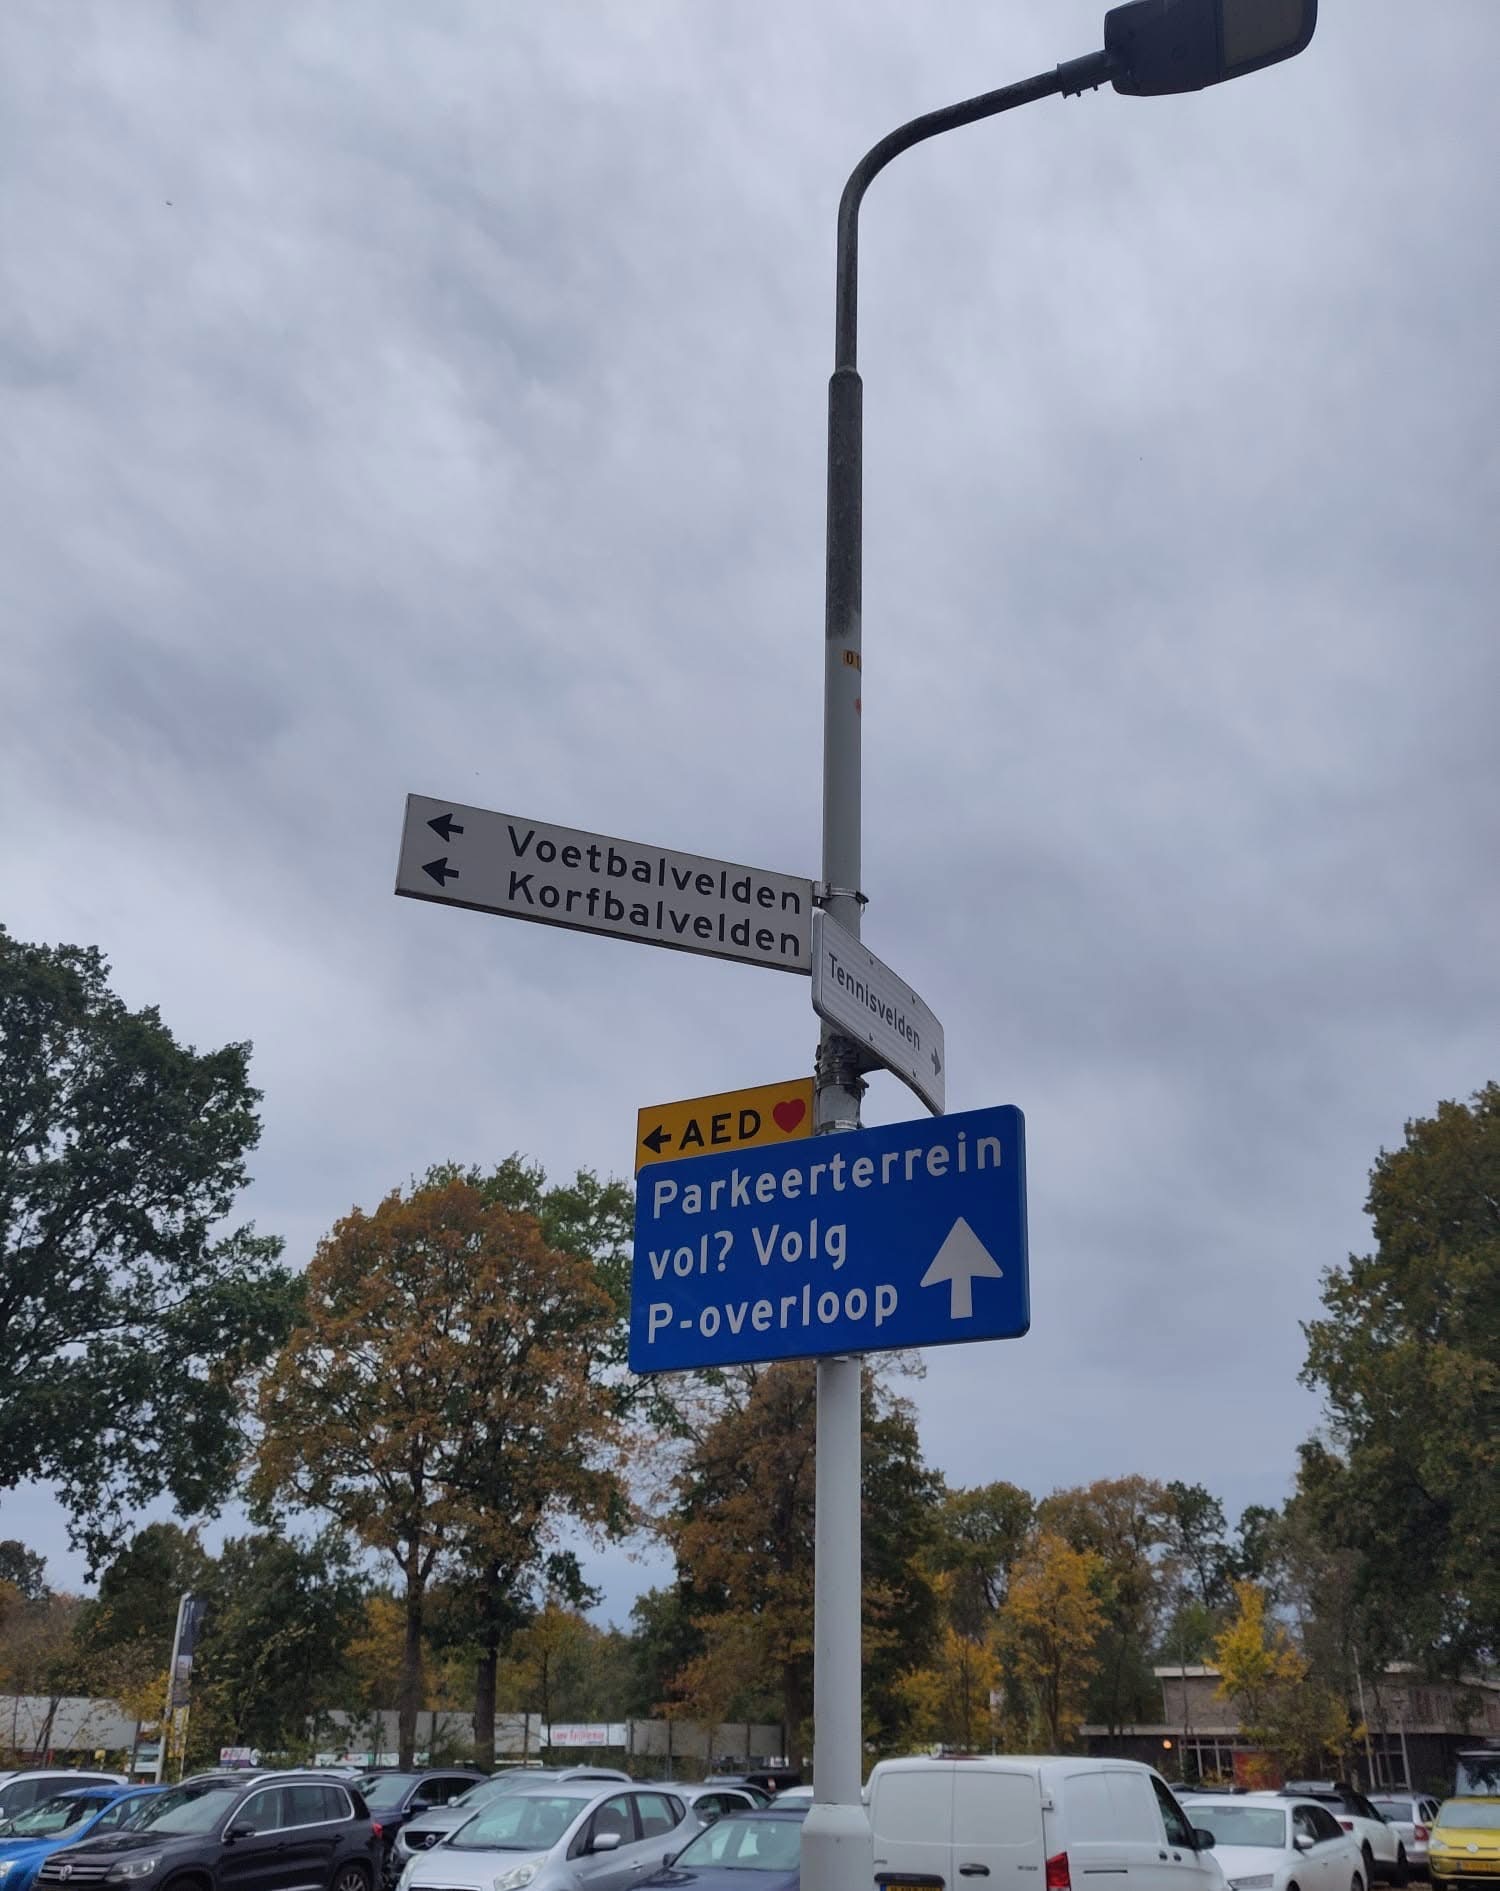 Voetbalvelden
Korfbalvelden
Tennisvelden
AED
Parkeerterrein
vol? Volg
P-overloop